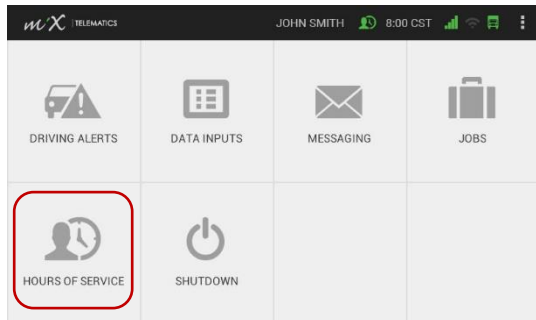 miX TELEMATICS JOHN SMITH 8:00 CST
DRIVING ALERTS DATA INPUTS MESSAGING JOBS
HOURS OF SERVICE SHUTDOWN